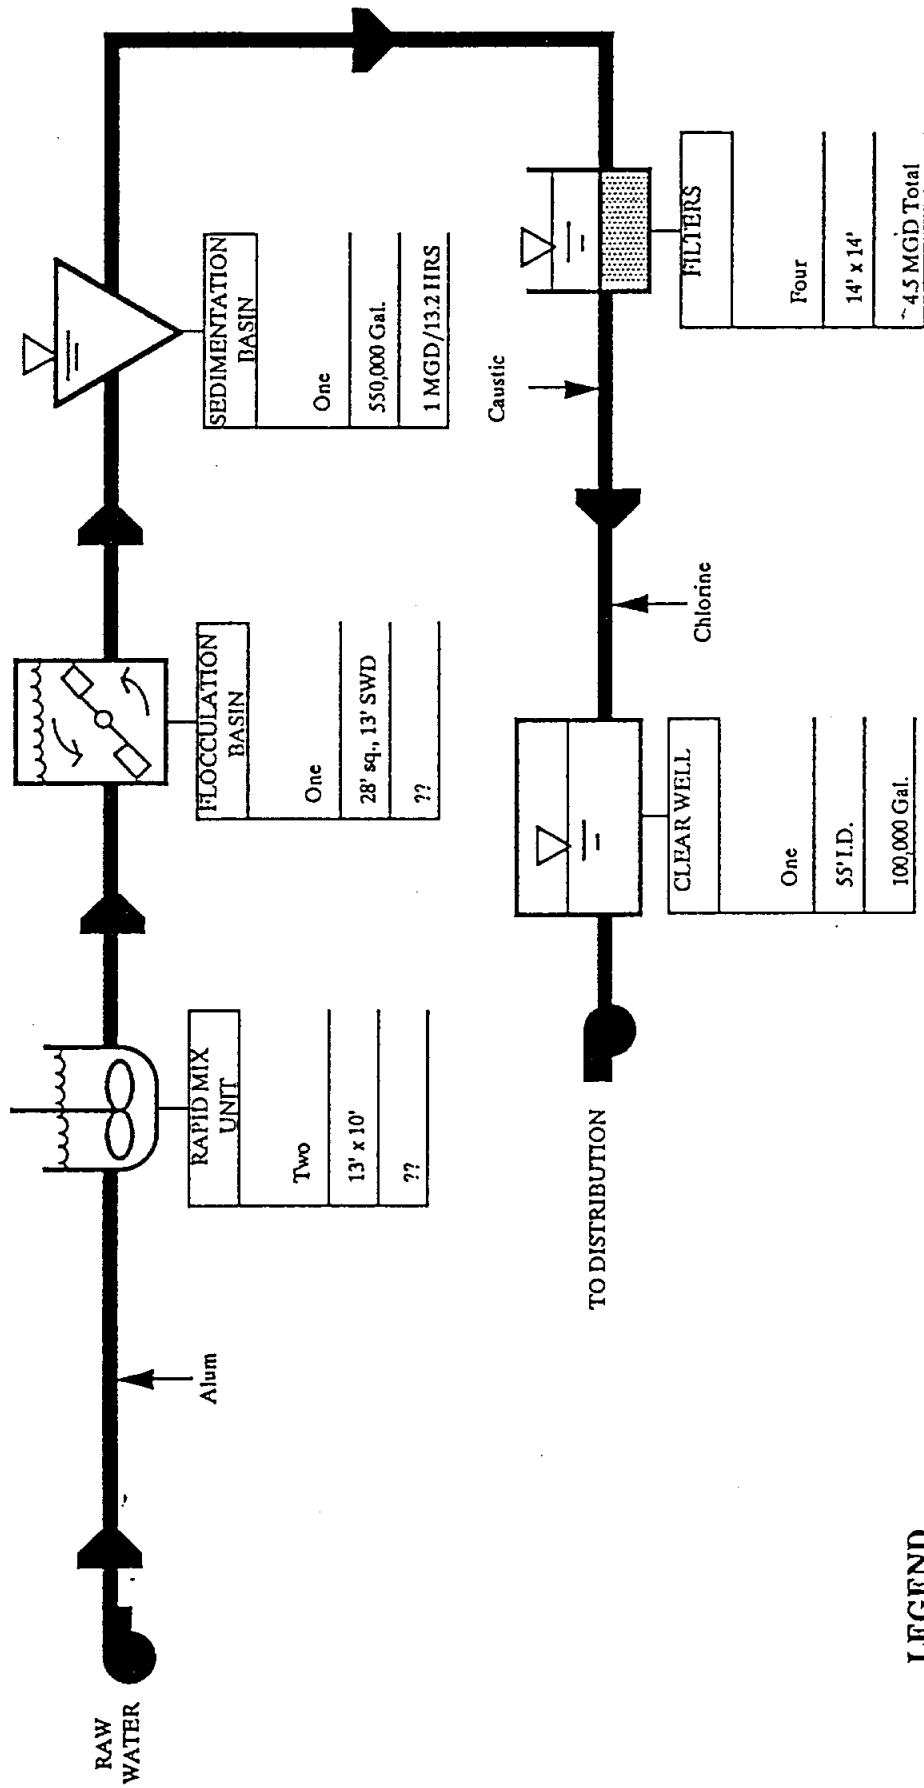 RAW
WATER
Alum
RAPID MIX
UNIT
Two
13' x 10'
??
FLOCCULATION
BASIN
One
28' sq., 13' SWD
??
SEDIMENTATION
BASIN
One
550,000 Gal.
1 MGD/13.2 HRS
FILTERS
Four
14' x 14'
~4.5 MGD Total
Caustic
Chlorine
CLEAR WELL
One
55' I.D.
100,000 Gal.
TO DISTRIBUTION
LEGEND